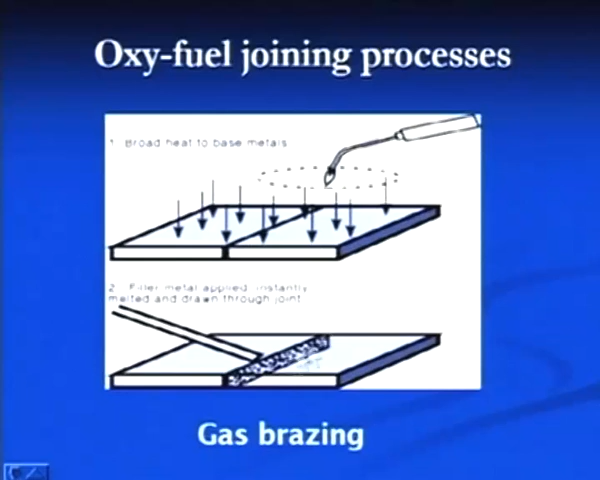 Oxy-fuel joining processes
1. Broad heat to base metals
2. Filler metal applied, instantly
melted and drawn through joint
Gas brazing